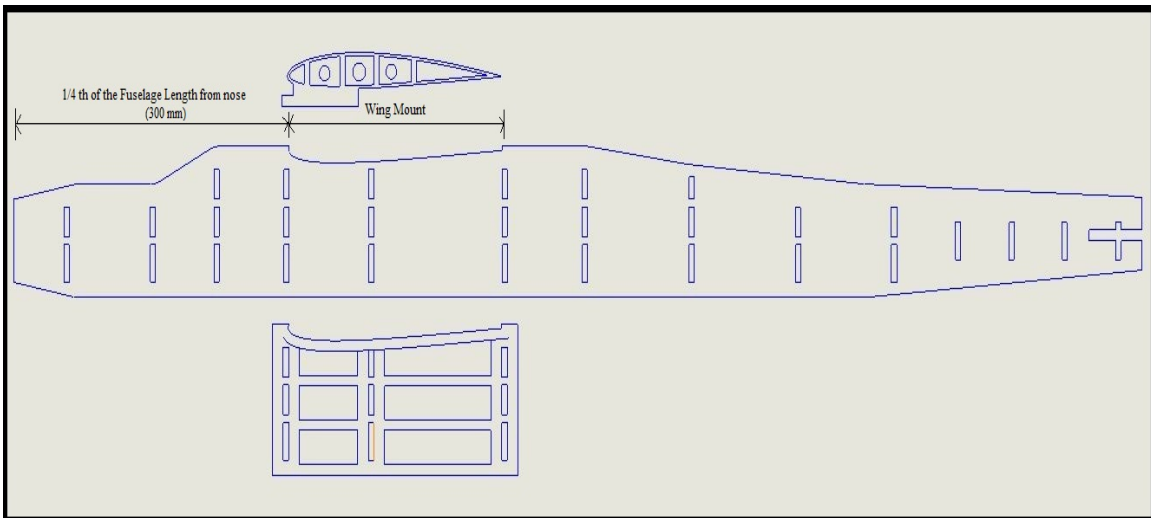 1/4 th of the Fuselage Length from nose
(300 mm)
Wing Mount